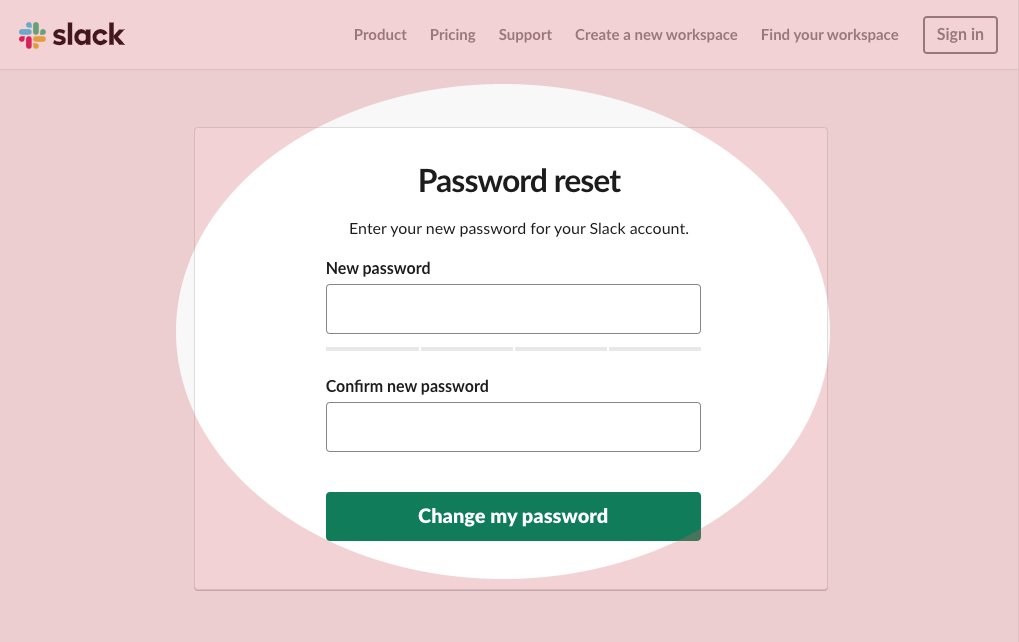 slack
Product Pricing Support Create a new workspace Find your workspace Sign in
Password reset
Enter your new password for your Slack account.
New password
Confirm new password
Change my password